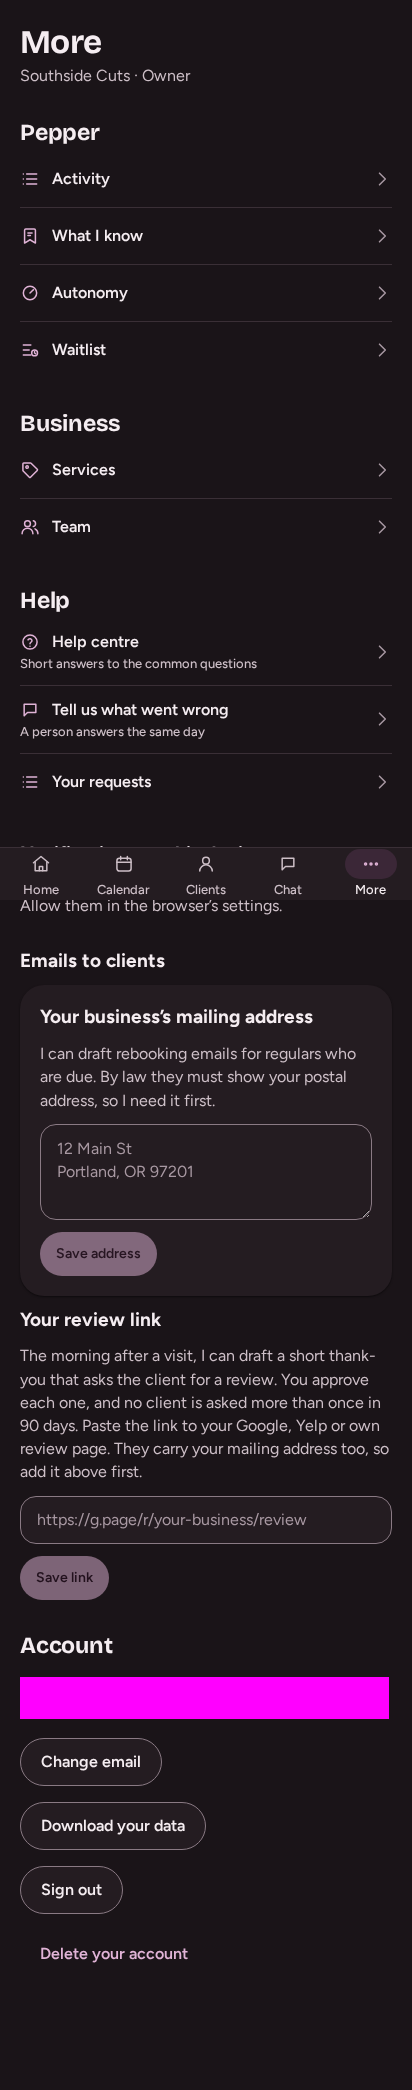 More
Southside Cuts · Owner
Pepper
Activity
What I know
Autonomy
Waitlist
Business
Services
Team
Help
Help centre
Short answers to the common questions
Tell us what went wrong
A person answers the same day
Your requests
Home
Calendar
Clients
Chat
More
Allow them in the browser’s settings.
Emails to clients
Your business’s mailing address
I can draft rebooking emails for regulars who
are due. By law they must show your postal
address, so I need it first.
12 Main St
Portland, OR 97201
Save address
Your review link
The morning after a visit, I can draft a short thank-
you that asks the client for a review. You approve
each one, and no client is asked more than once in
90 days. Paste the link to your Google, Yelp or own
review page. They carry your mailing address too, so
add it above first.
https://g.page/r/your-business/review
Save link
Account
Change email
Download your data
Sign out
Delete your account